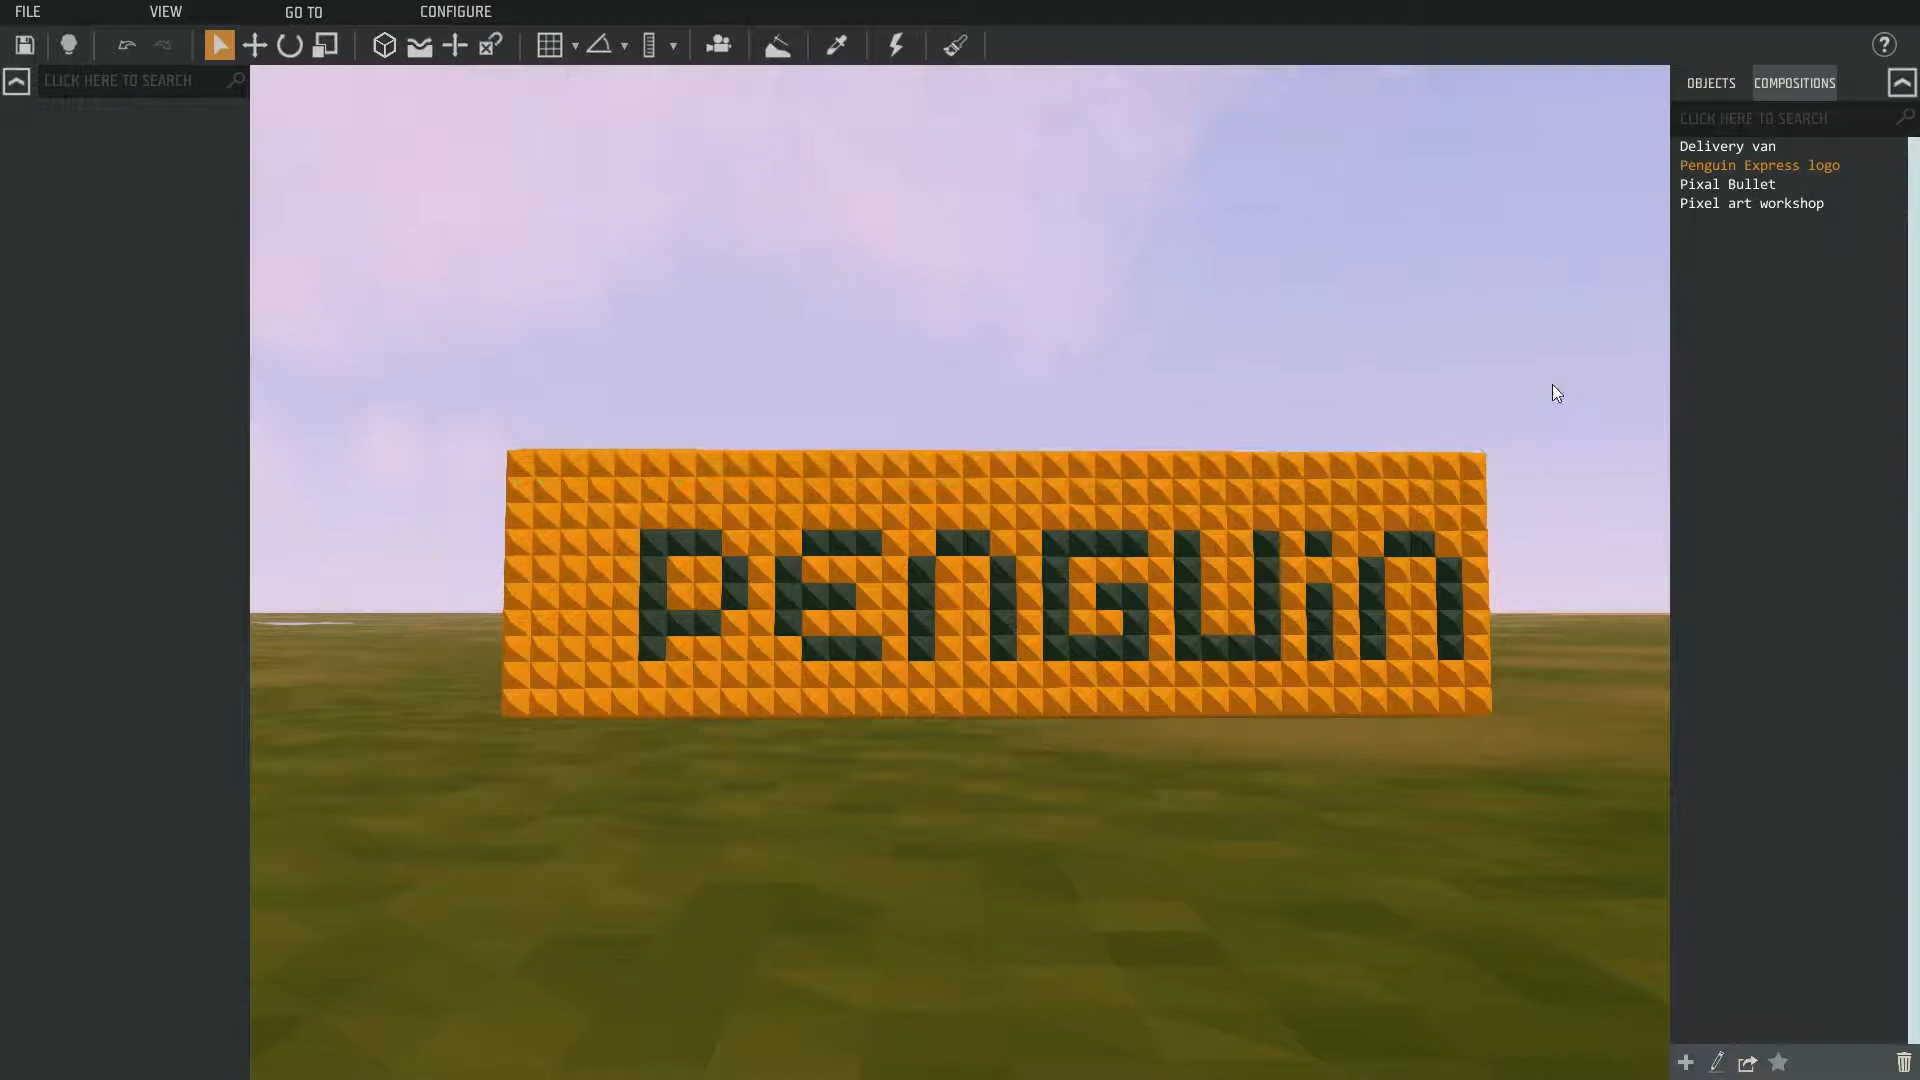 FILE VIEW GO TO CONFIGURE
CLICK HERE TO SEARCH
OBJECTS COMPOSITIONS
CLICK HERE TO SEARCH
Delivery van
Penguin Express logo
Pixal Bullet
Pixel art workshop
PEnGUin